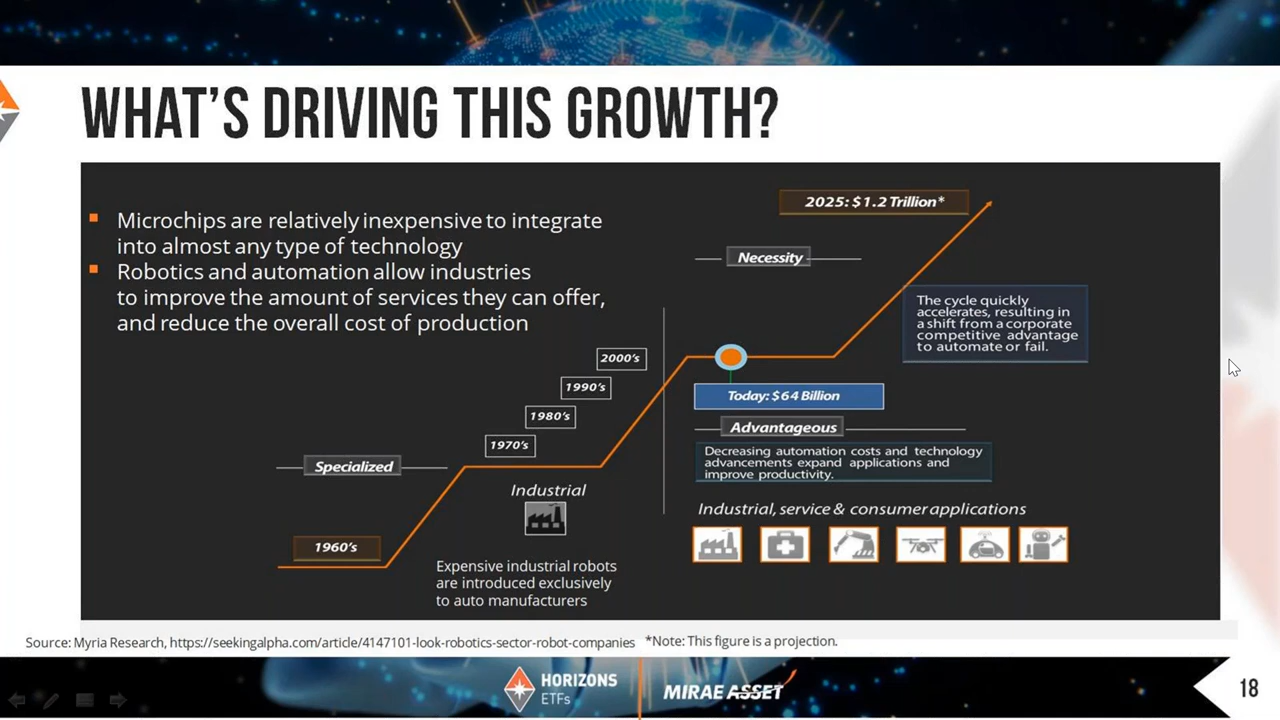 WHAT'S DRIVING THIS GROWTH?
Microchips are relatively inexpensive to integrate
into almost any type of technology
Robotics and automation allow industries
to improve the amount of services they can offer,
and reduce the overall cost of production
2025: $1.2 Trillion*
Necessity
The cycle quickly
accelerates, resulting in
a shift from a corporate
competitive advantage
to automate or fail.
2000's
1990's
1980's
1970's
Specialized
1960's
Industrial
Expensive industrial robots
are introduced exclusively
to auto manufacturers
Today: $64 Billion
Advantageous
Decreasing automation costs and technology
advancements expand applications and
improve productivity.
Industrial, service & consumer applications
Source: Myria Research, https://seekingalpha.com/article/4147101-look-robotics-sector-robot-companies *Note: This figure is a projection.
HORIZONS
ETFs
MIRAE ASSET
18